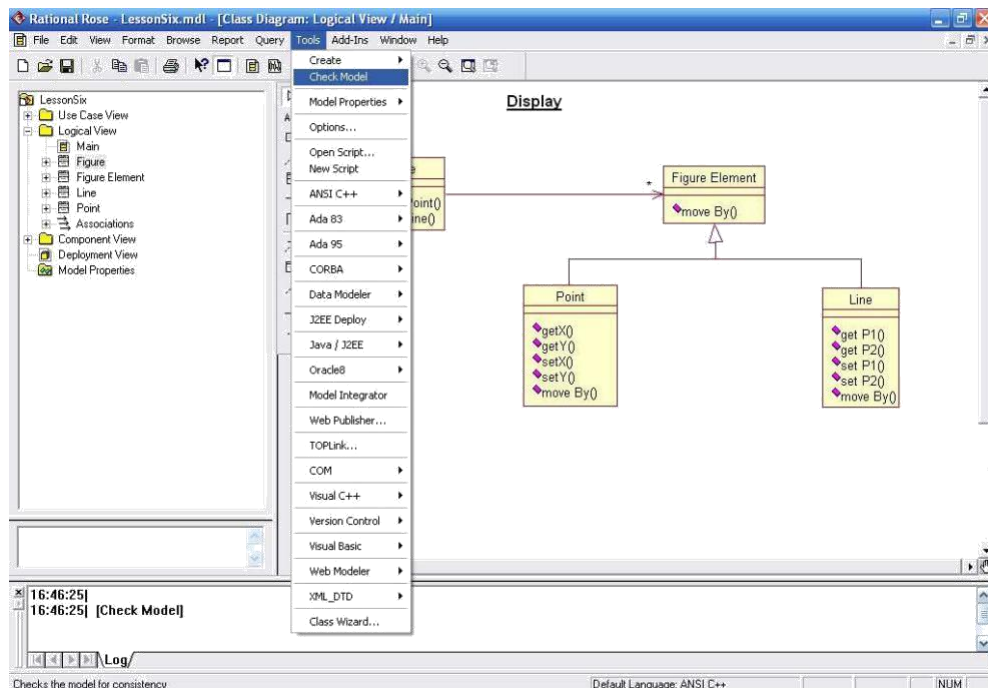 Rational Rose - LessonSix.mdl - [Class Diagram: Logical View / Main]
File Edit View Format Browse Report Query Tools Add-Ins Window Help
LessonSix
Use Case View
Logical View
Main
Figure
Figure Element
Line
Point
Associations
Component View
Deployment View
Model Properties
Create
Check Model
Model Properties
Options...
Open Script...
New Script
ANSI C++
Ada 83
Ada 95
CORBA
Data Modeler
J2EE Deploy
Java / J2EE
Oracle8
Model Integrator
Web Publisher...
TOPLink...
COM
Visual C++
Version Control
Visual Basic
Web Modeler
XML_DTD
Class Wizard...
Display
*
Figure Element
move By()
Point
getX()
getY()
setX()
setY()
move By()
Line
get P1()
get P2()
set P1()
set P2()
move By()
16:46:25|
16:46:25| [Check Model]
Log
Checks the model for consistency
Default Language: ANSI C++
NUM